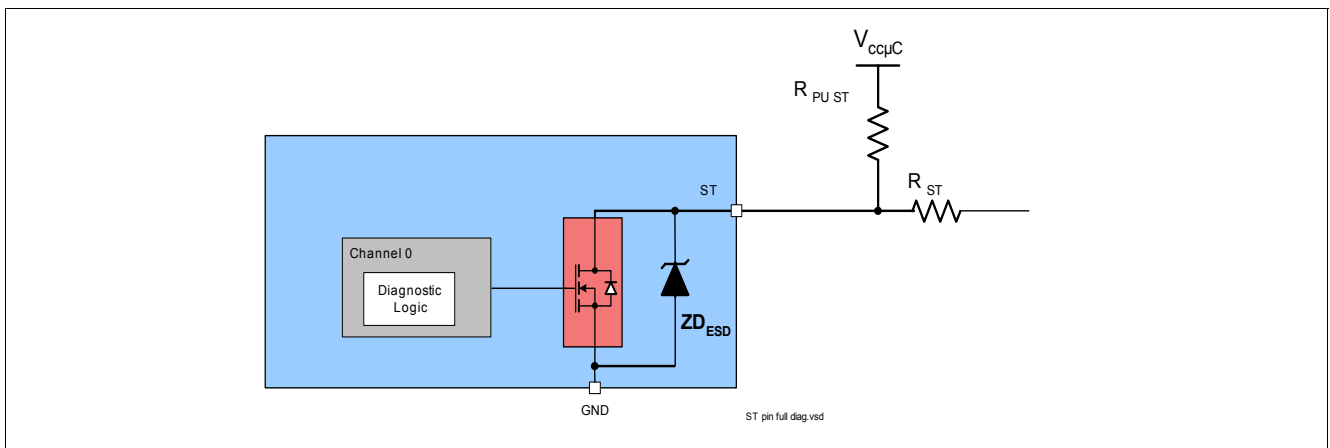 VccµC
R PU ST
R ST
ST
Channel 0
Diagnostic
Logic
ZDESD
GND
ST pin full diag.vsd